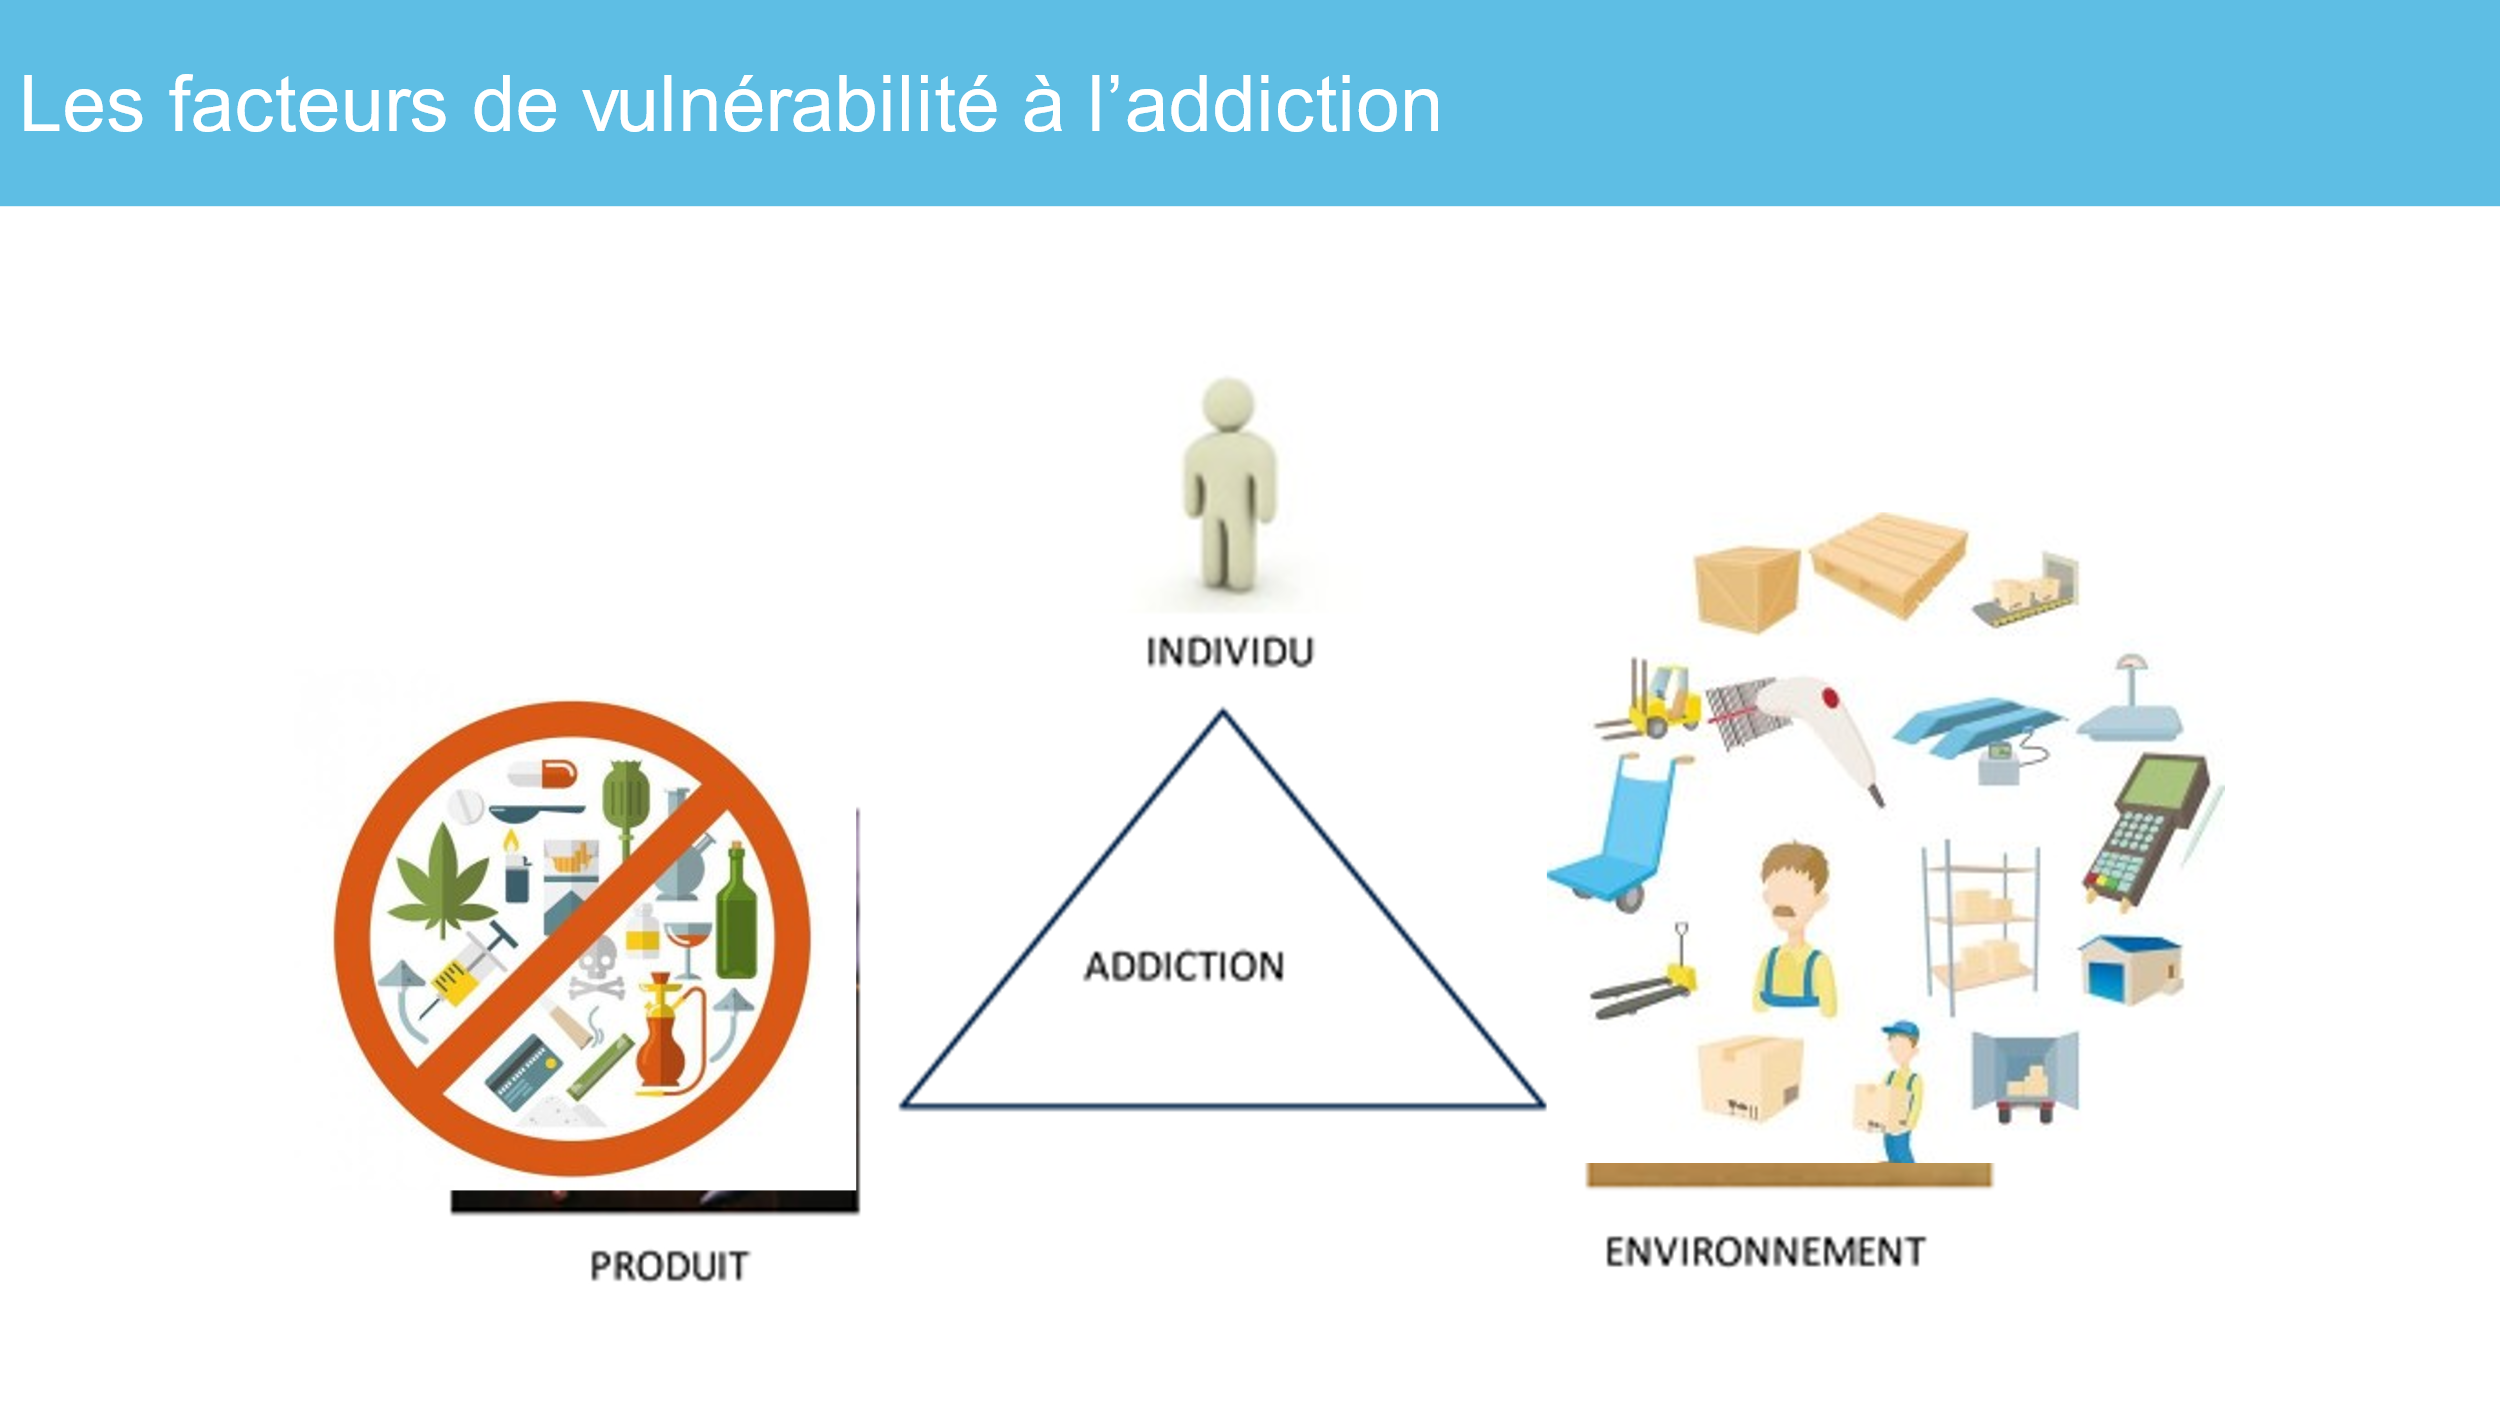 Les facteurs de vulnérabilité à l’addiction
INDIVIDU
ADDICTION
PRODUIT
ENVIRONNEMENT